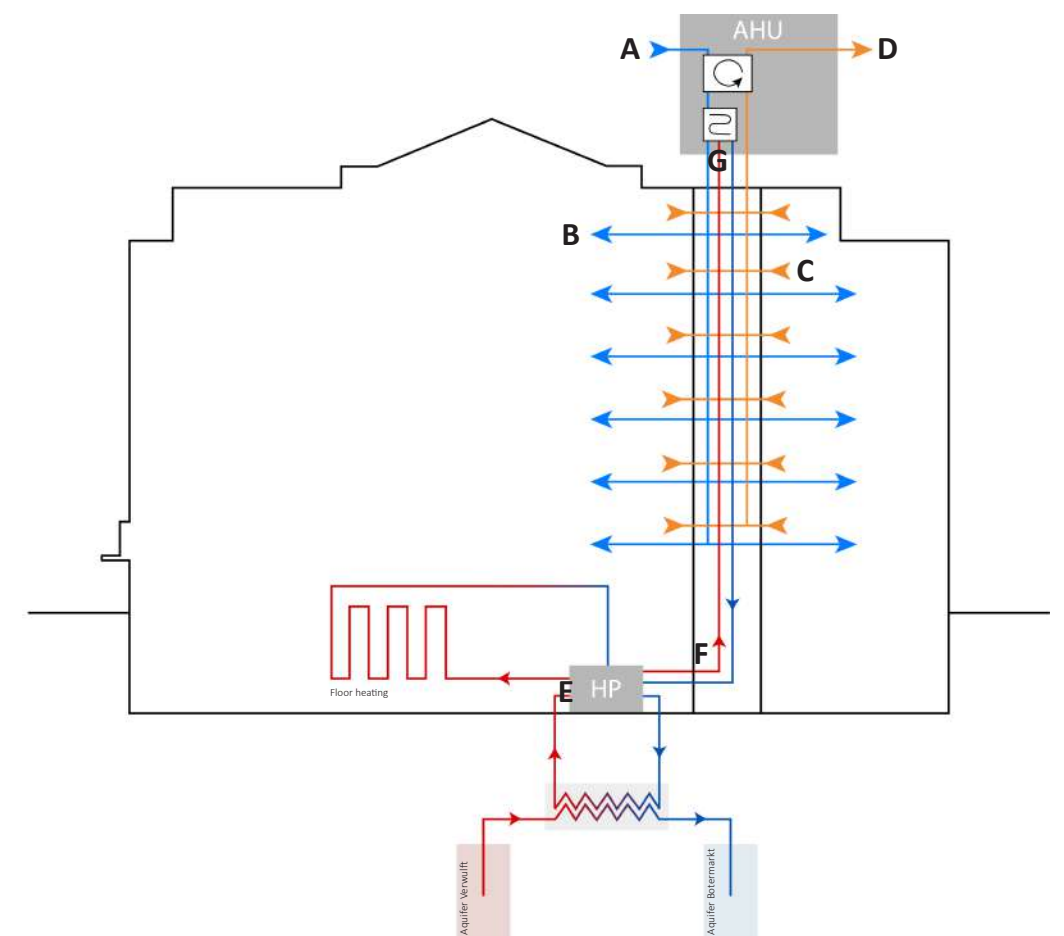 AHU
A
D
G
B
C
F
E
HP
Floor heating
Aquifer Verwulft
Aquifer Botermarkt